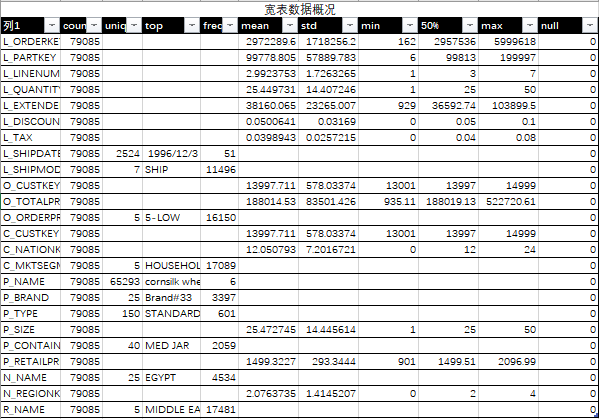 宽表数据概况
列1 coun uniq top frec mean std min 50% max null
L_ORDERKE 79085 2972289.6 1718256.2 162 2957536 5999618 0
L_PARTKEY 79085 99778.805 57889.783 6 99813 199997 0
L_LINENUM 79085 2.9923753 1.7263265 1 3 7 0
L_QUANTIT 79085 25.449731 14.407246 1 25 50 0
L_EXTENDE 79085 38160.065 23265.007 929 36592.74 103899.5 0
L_DISCOUN 79085 0.0500641 0.03169 0 0.05 0.1 0
L_TAX 79085 0.0398943 0.0257215 0 0.04 0.08 0
L_SHIPDATE 79085 2524 1996/12/3 51 0
L_SHIPMOD 79085 7 SHIP 11496 0
O_CUSTKEY 79085 13997.711 578.03374 13001 13997 14999 0
O_TOTALPR 79085 188014.53 83501.426 935.11 188019.13 522720.61 0
O_ORDERPR 79085 5 5-LOW 16150 0
C_CUSTKEY 79085 13997.711 578.03374 13001 13997 14999 0
C_NATIONK 79085 12.050793 7.2016721 0 12 24 0
C_MKTSEGN 79085 5 HOUSEHOL 17089 0
P_NAME 79085 65293 cornsilk whe 6 0
P_BRAND 79085 25 Brand#33 3397 0
P_TYPE 79085 150 STANDARD 601 0
P_SIZE 79085 25.472745 14.445614 1 25 50 0
P_CONTAIN 79085 40 MED JAR 2059 0
P_RETAILPR 79085 1499.3227 293.3444 901 1499.51 2096.99 0
N_NAME 79085 25 EGYPT 4534 0
N_REGIONK 79085 2.0763735 1.4145207 0 2 4 0
R_NAME 79085 5 MIDDLE EA 17481 0